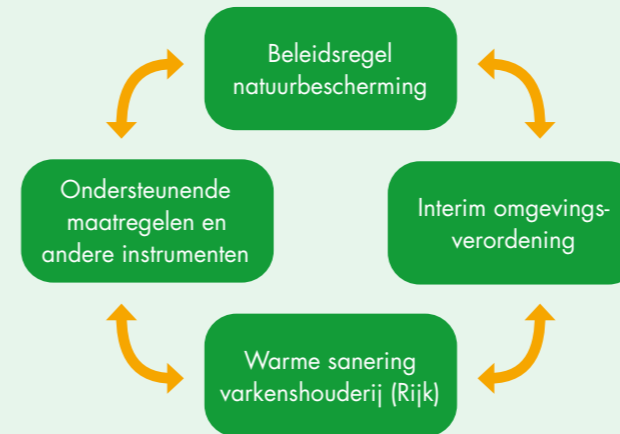 Beleidsregel
natuurbescherming
Ondersteunende
maatregelen en
andere instrumenten
Interim omgevings-
verordening
Warme sanering
varkenshouderij (Rijk)